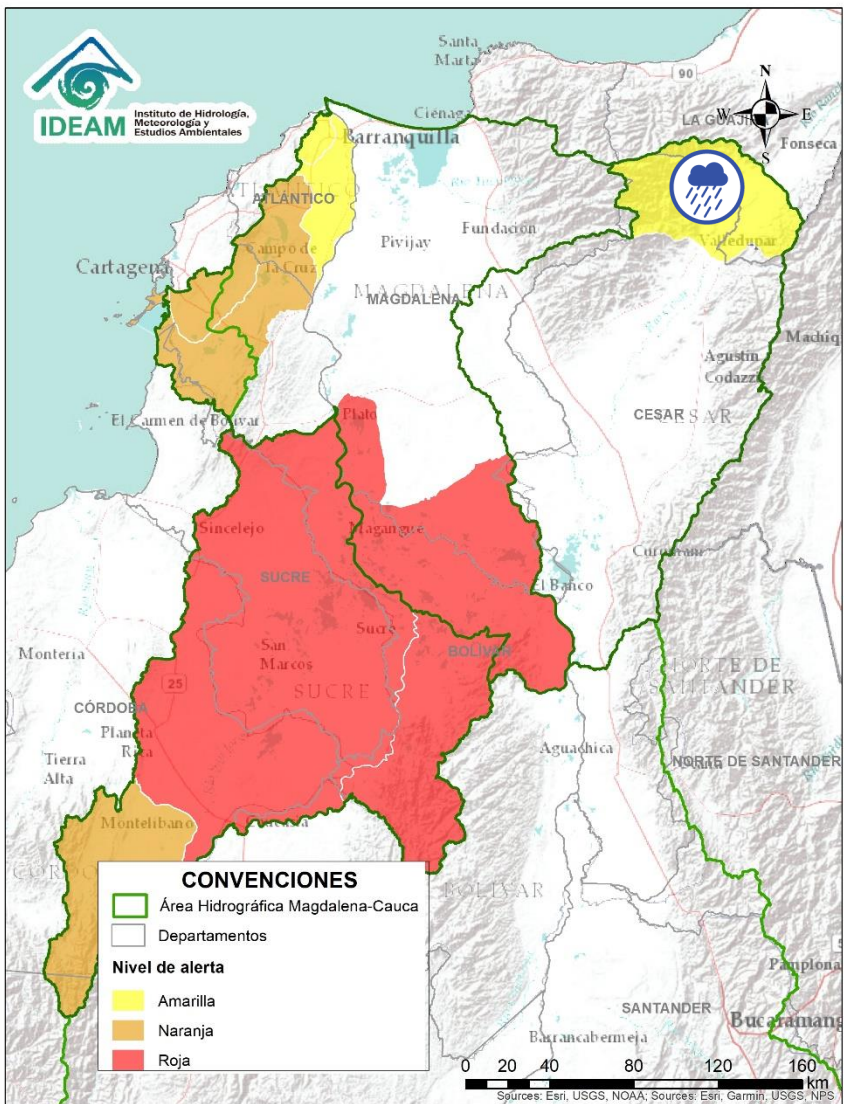 IDEAM
Instituto de Hidrología,
Meteorología y
Estudios Ambientales
Santa
Marta
90
N
W
E
S
LA GUAJIRA
Fonseca
Ciénaga
Barranquilla
ATLÁNTICO
Valledupar
Fundación
Pivijay
Campo de
la Cruz
Cartagena
MAGDALENA
MAGDALENA
Agustín
Codazzi
CESAR
CESAR
El Carmen de Bolívar
Plato
Sincelejo
Magangué
El Banco
SUCRE
Sucre
San
Marcos
BOLÍVAR
SUCRE
Montería
25
CÓRDOBA
Planeta
Rica
Tierra
Alta
NORTE DE
SANTANDER
Aguachica
NORTE DE SANTANDER
Montelíbano
BOLÍVAR
CONVENCIONES
Área Hidrográfica Magdalena-Cauca
Departamentos
Nivel de alerta
Amarilla
Naranja
Roja
Pamplona
SANTANDER
Bucaramang
Barrancabermeja
0 20 40 80 120 160
km
Sources: Esri, USGS, NOAA; Sources: Esri, Garmin, USGS, NPS